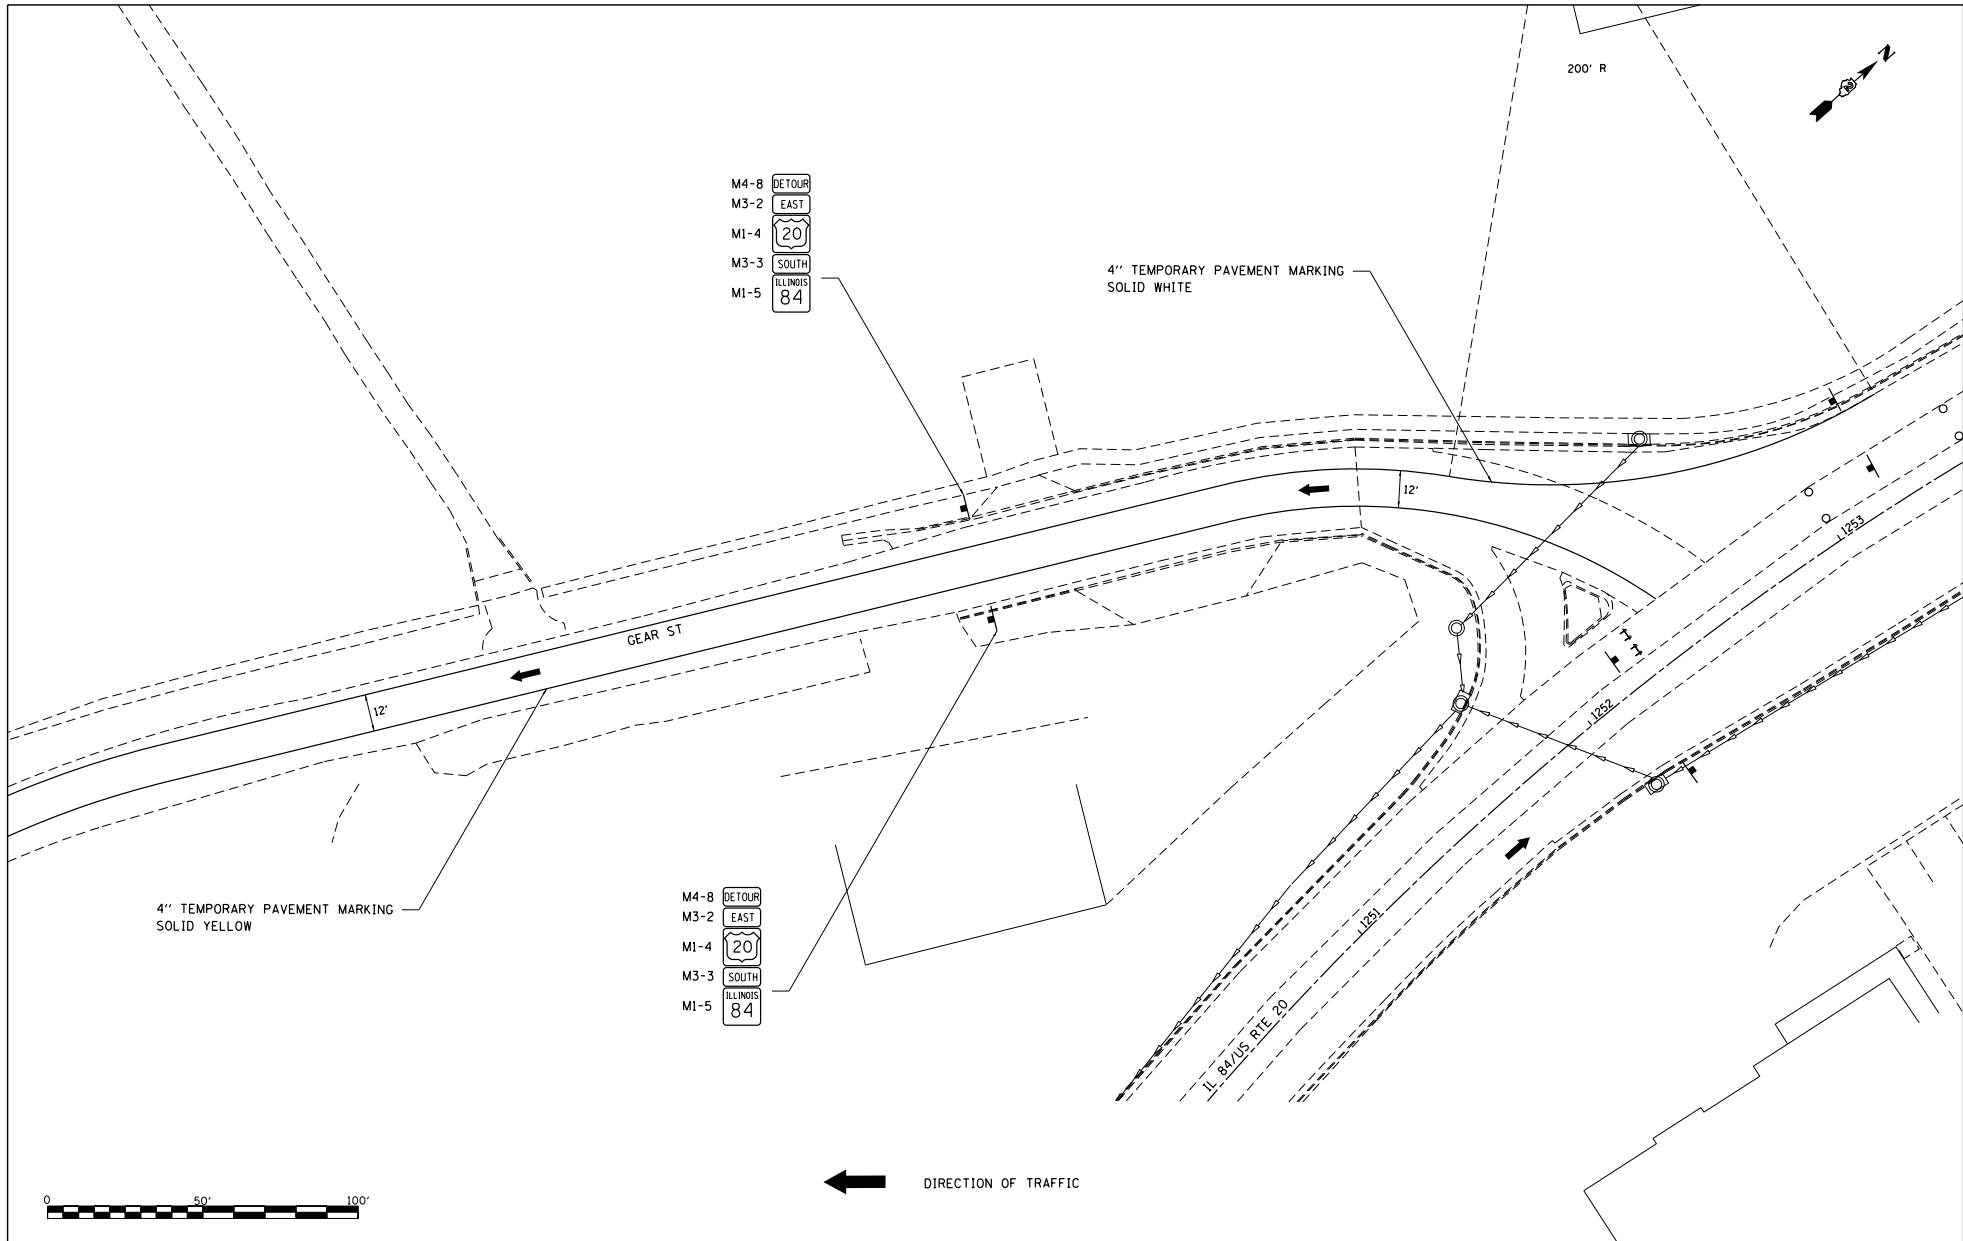 200' R
N
M4-8 DETOUR
M3-2 EAST
M1-4 20
M3-3 SOUTH
M1-5 ILLINOIS 84
4'' TEMPORARY PAVEMENT MARKING
SOLID WHITE
12'
1253
GEAR ST
12'
1252
4'' TEMPORARY PAVEMENT MARKING
SOLID YELLOW
M4-8 DETOUR
M3-2 EAST
M1-4 20
M3-3 SOUTH
M1-5 ILLINOIS 84
1251
IL 84/US RTE 20
DIRECTION OF TRAFFIC
0 50' 100'